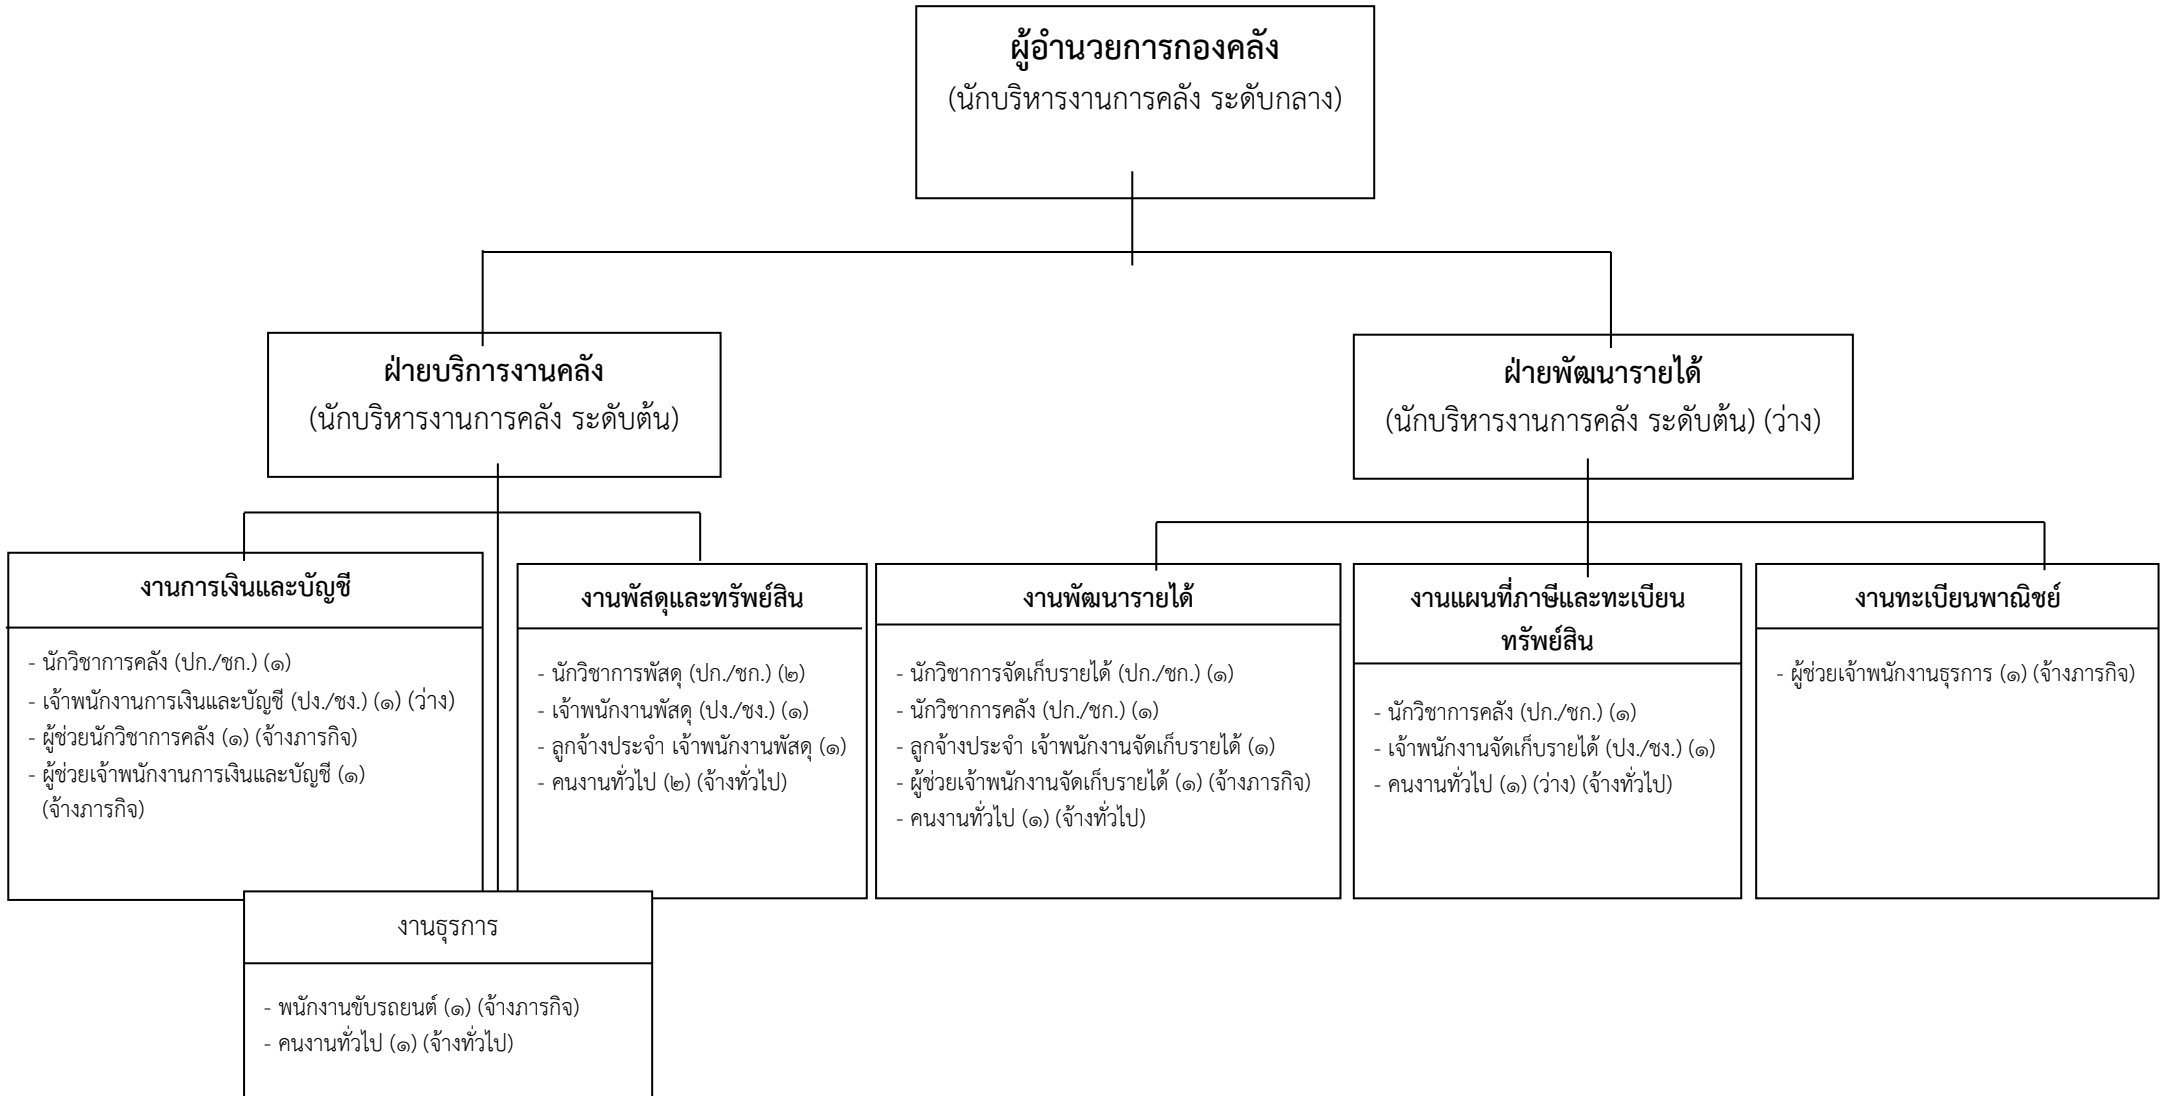 ผู้อำนวยการกองคลัง
(นักบริหารงานการคลัง ระดับกลาง)
ฝ่ายบริการงานคลัง
(นักบริหารงานการคลัง ระดับต้น)
ฝ่ายพัฒนารายได้
(นักบริหารงานการคลัง ระดับต้น) (ว่าง)
งานการเงินและบัญชี
- นักวิชาการคลัง (ปก./ชก.) (๑)
- เจ้าพนักงานการเงินและบัญชี (ปง./ชง.) (๑) (ว่าง)
- ผู้ช่วยนักวิชาการคลัง (๑) (จ้างภารกิจ)
- ผู้ช่วยเจ้าพนักงานการเงินและบัญชี (๑)
(จ้างภารกิจ)
งานพัสดุและทรัพย์สิน
- นักวิชาการพัสดุ (ปก./ชก.) (๒)
- เจ้าพนักงานพัสดุ (ปง./ชง.) (๑)
- ลูกจ้างประจำ เจ้าพนักงานพัสดุ (๑)
- คนงานทั่วไป (๒) (จ้างทั่วไป)
งานพัฒนารายได้
- นักวิชาการจัดเก็บรายได้ (ปก./ชก.) (๑)
- นักวิชาการคลัง (ปก./ชก.) (๑)
- ลูกจ้างประจำ เจ้าพนักงานจัดเก็บรายได้ (๑)
- ผู้ช่วยเจ้าพนักงานจัดเก็บรายได้ (๑) (จ้างภารกิจ)
- คนงานทั่วไป (๑) (จ้างทั่วไป)
งานแผนที่ภาษีและทะเบียน
ทรัพย์สิน
- นักวิชาการคลัง (ปก./ชก.) (๑)
- เจ้าพนักงานจัดเก็บรายได้ (ปง./ชง.) (๑)
- คนงานทั่วไป (๑) (ว่าง) (จ้างทั่วไป)
งานทะเบียนพาณิชย์
- ผู้ช่วยเจ้าพนักงานธุรการ (๑) (จ้างภารกิจ)
งานธุรการ
- พนักงานขับรถยนต์ (๑) (จ้างภารกิจ)
- คนงานทั่วไป (๑) (จ้างทั่วไป)